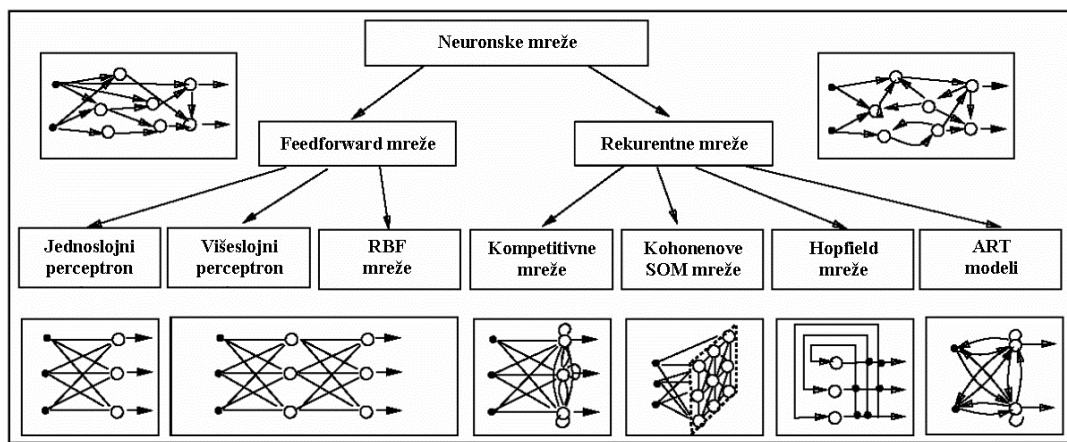 Neuronske mreže
Feedforward mreže
Rekurentne mreže
Jednoslojni
perceptron
Višeslojni
perceptron
RBF
mreže
Kompetitivne
mreže
Kohonenove
SOM mreže
Hopfield
mreže
ART
modeli